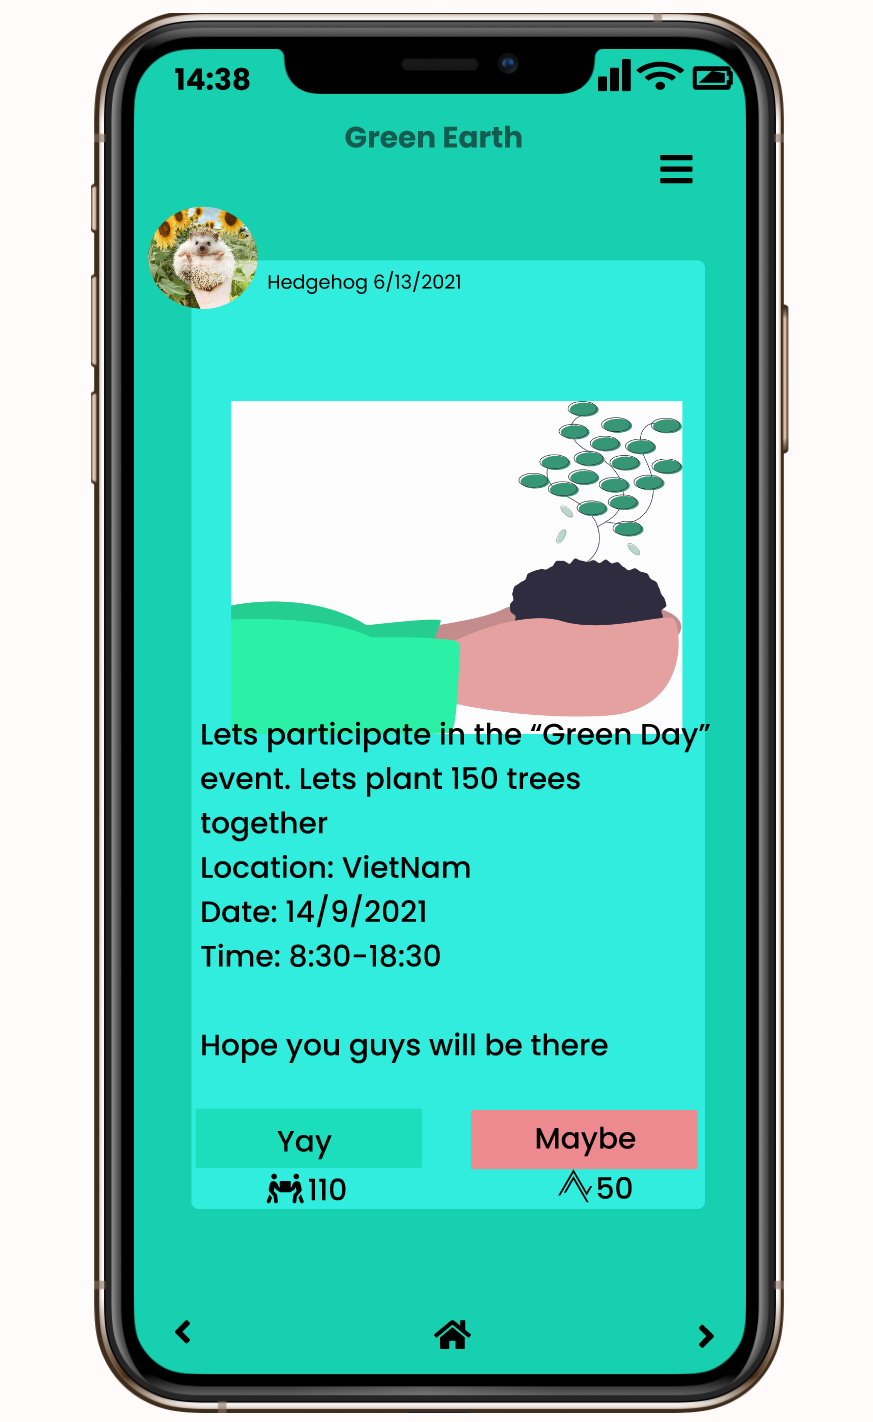 14:38
Green Earth
Hedgehog 6/13/2021
Lets participate in the “Green Day”
event. Lets plant 150 trees
together
Location: VietNam
Date: 14/9/2021
Time: 8:30-18:30
Hope you guys will be there
Yay
Maybe
110
50